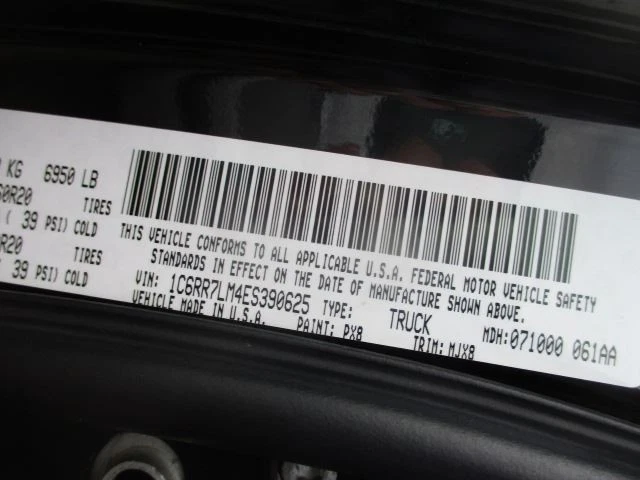 KG 6950 LB
TIRES
( 39 PSI) COLD
R20 TIRES
( 39 PSI) COLD
THIS VEHICLE CONFORMS TO ALL APPLICABLE U.S.A. FEDERAL MOTOR VEHICLE SAFETY
STANDARDS IN EFFECT ON THE DATE OF MANUFACTURE SHOWN ABOVE.
VIN: 1C6RR7LM4ES390625 TYPE: TRUCK MDH:071000 061AA
VEHICLE MADE IN U.S.A. PAINT: PX8 TRIM: MJX8